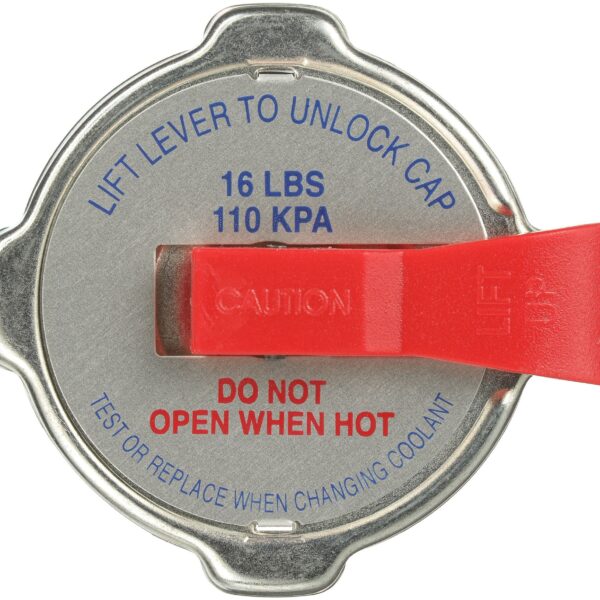 LIFT LEVER TO UNLOCK CAP
16 LBS
110 KPA
CAUTION
LIFT
UP
DO NOT
OPEN WHEN HOT
TEST OR REPLACE WHEN CHANGING COOLANT